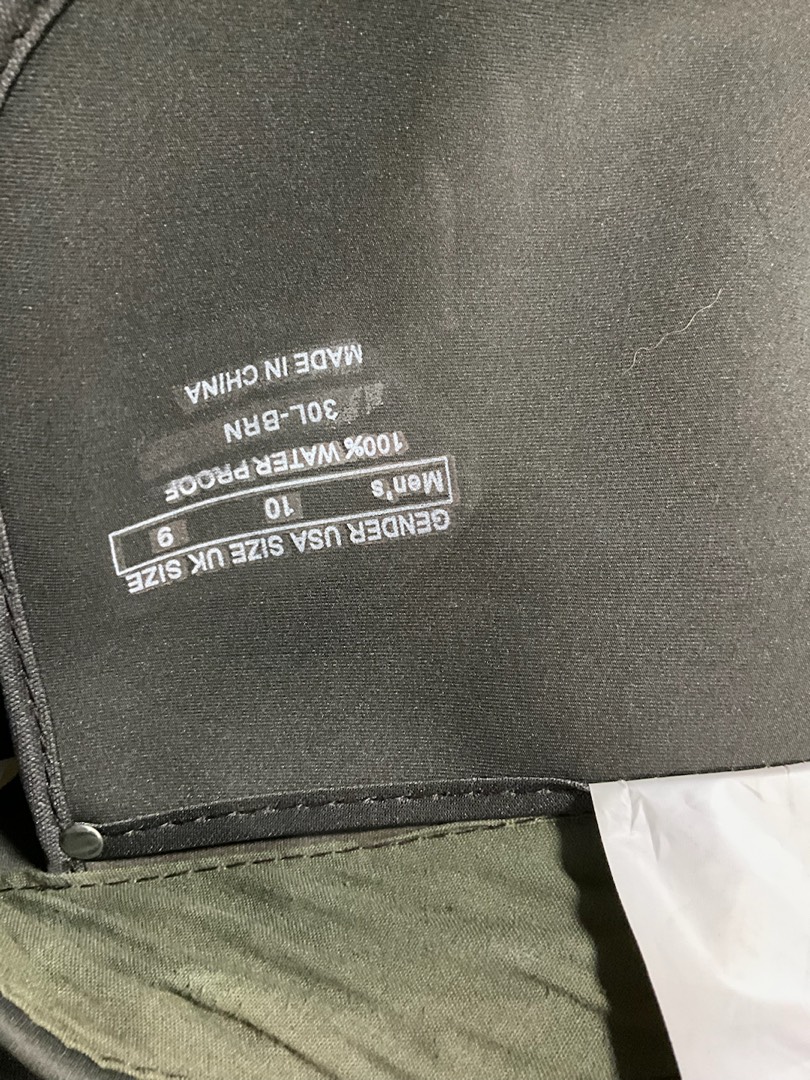 GENDER USA SIZE UK SIZE
Men's 10 9
100% WATER PROOF
30L-BRN
MADE IN CHINA